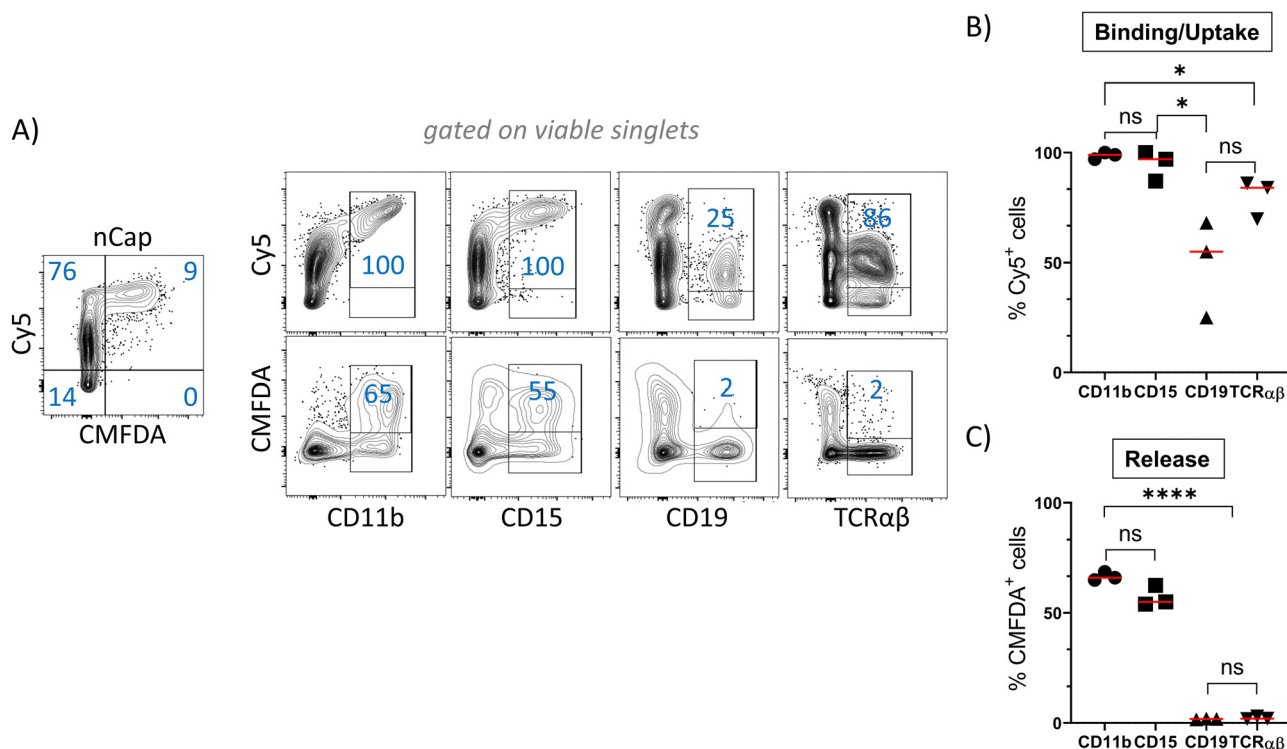 A)
gated on viable singlets
nCap
76
9
14
0
Cy5
CMFDA
Cy5
100
100
25
86
CMFDA
65
55
2
2
CD11b
CD15
CD19
TCRαβ
B)
Binding/Uptake
*
*
ns
ns
% Cy5+ cells
100
50
0
CD11b
CD15
CD19
TCRαβ
C)
Release
****
ns
ns
% CMFDA+ cells
100
50
0
CD11b
CD15
CD19
TCRαβ